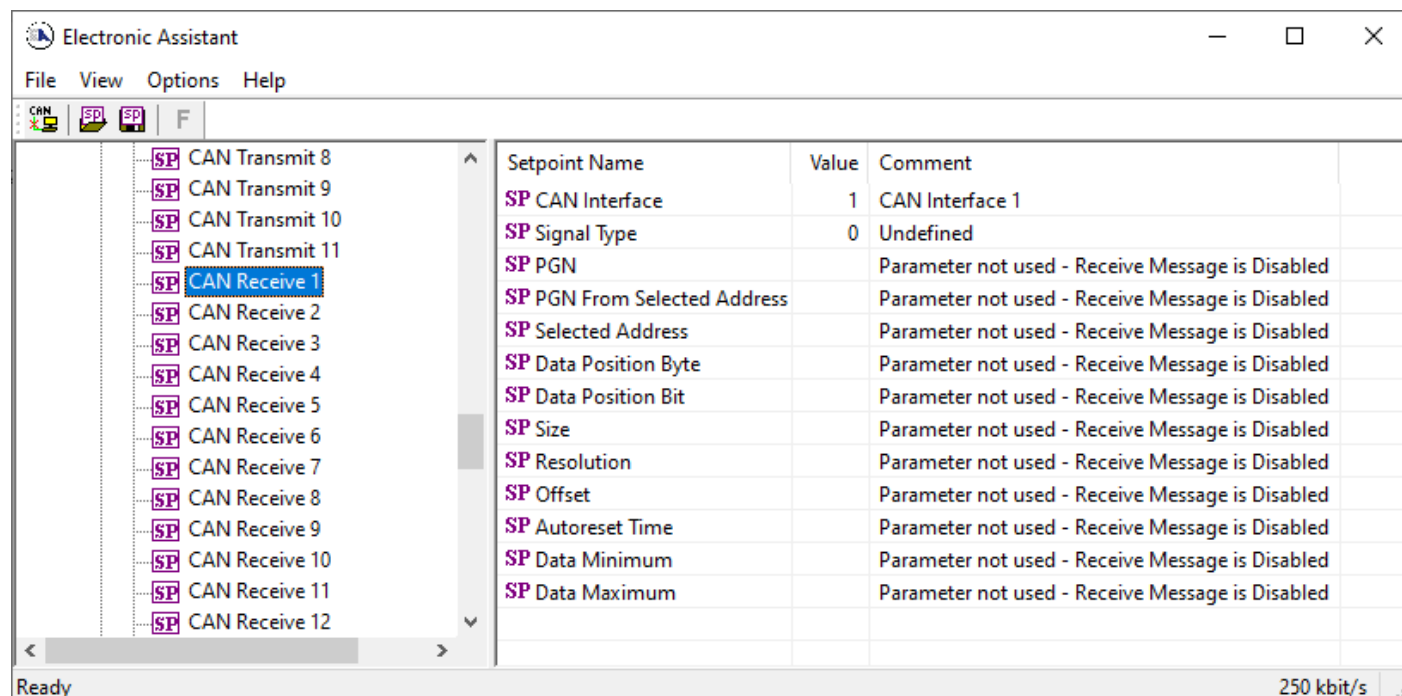 Electronic Assistant
File View Options Help
CAN SP SP F
SP CAN Transmit 8
SP CAN Transmit 9
SP CAN Transmit 10
SP CAN Transmit 11
SP CAN Receive 1
SP CAN Receive 2
SP CAN Receive 3
SP CAN Receive 4
SP CAN Receive 5
SP CAN Receive 6
SP CAN Receive 7
SP CAN Receive 8
SP CAN Receive 9
SP CAN Receive 10
SP CAN Receive 11
SP CAN Receive 12
Setpoint Name Value Comment
SP CAN Interface 1 CAN Interface 1
SP Signal Type 0 Undefined
SP PGN Parameter not used - Receive Message is Disabled
SP PGN From Selected Address Parameter not used - Receive Message is Disabled
SP Selected Address Parameter not used - Receive Message is Disabled
SP Data Position Byte Parameter not used - Receive Message is Disabled
SP Data Position Bit Parameter not used - Receive Message is Disabled
SP Size Parameter not used - Receive Message is Disabled
SP Resolution Parameter not used - Receive Message is Disabled
SP Offset Parameter not used - Receive Message is Disabled
SP Autoreset Time Parameter not used - Receive Message is Disabled
SP Data Minimum Parameter not used - Receive Message is Disabled
SP Data Maximum Parameter not used - Receive Message is Disabled
Ready 250 kbit/s